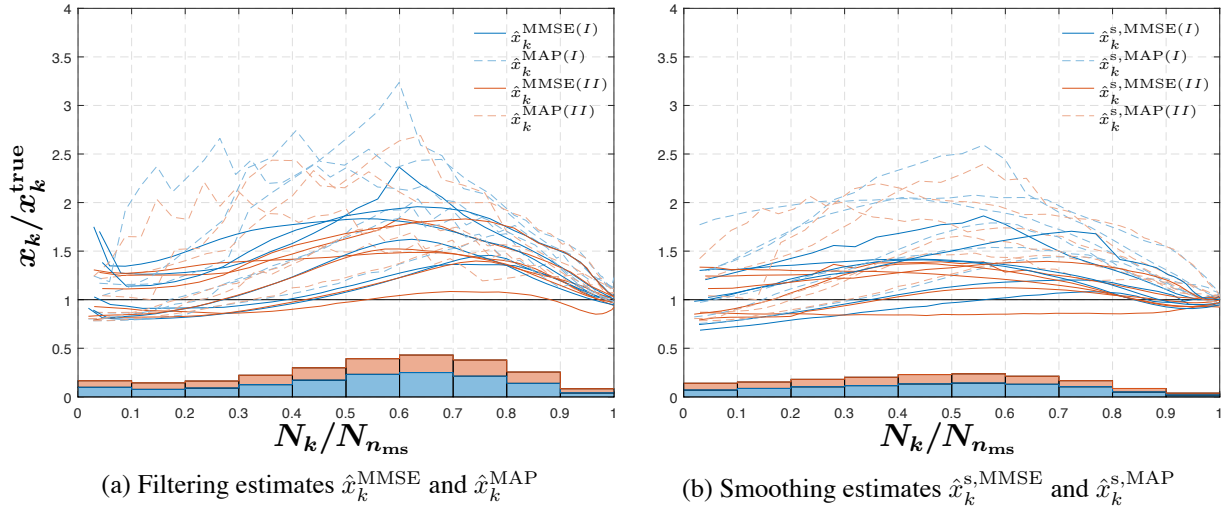 4
3.5
3
2.5
2
1.5
1
0.5
0
x_k/x_k^true
0 0.1 0.2 0.3 0.4 0.5 0.6 0.7 0.8 0.9 1
N_k/N_{n_ms}
x̂_k^MMSE(I)
x̂_k^MAP(I)
x̂_k^MMSE(II)
x̂_k^MAP(II)
(a) Filtering estimates x̂_k^MMSE and x̂_k^MAP
4
3.5
3
2.5
2
1.5
1
0.5
0
0 0.1 0.2 0.3 0.4 0.5 0.6 0.7 0.8 0.9 1
N_k/N_{n_ms}
x̂_k^s,MMSE(I)
x̂_k^s,MAP(I)
x̂_k^s,MMSE(II)
x̂_k^s,MAP(II)
(b) Smoothing estimates x̂_k^s,MMSE and x̂_k^s,MAP